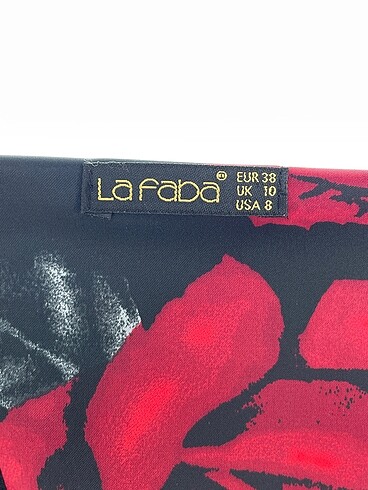 La Faba
EUR 38
UK 10
USA 8